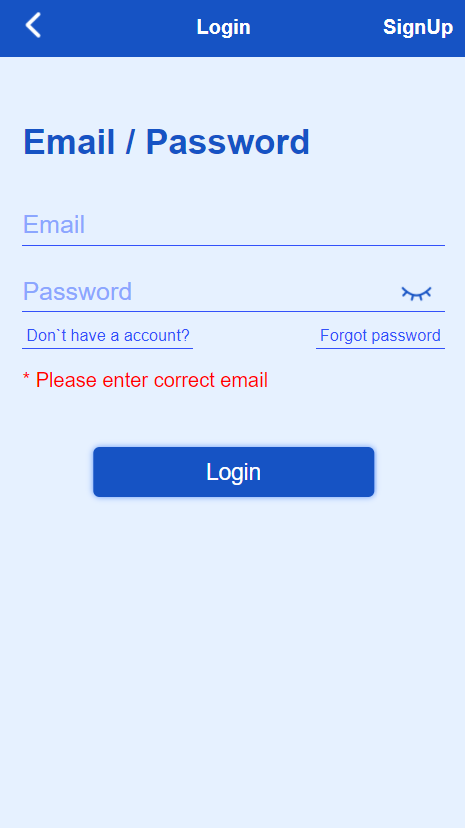 Login SignUp
Email / Password
Email
Password
Don`t have a account? Forgot password
* Please enter correct email
Login